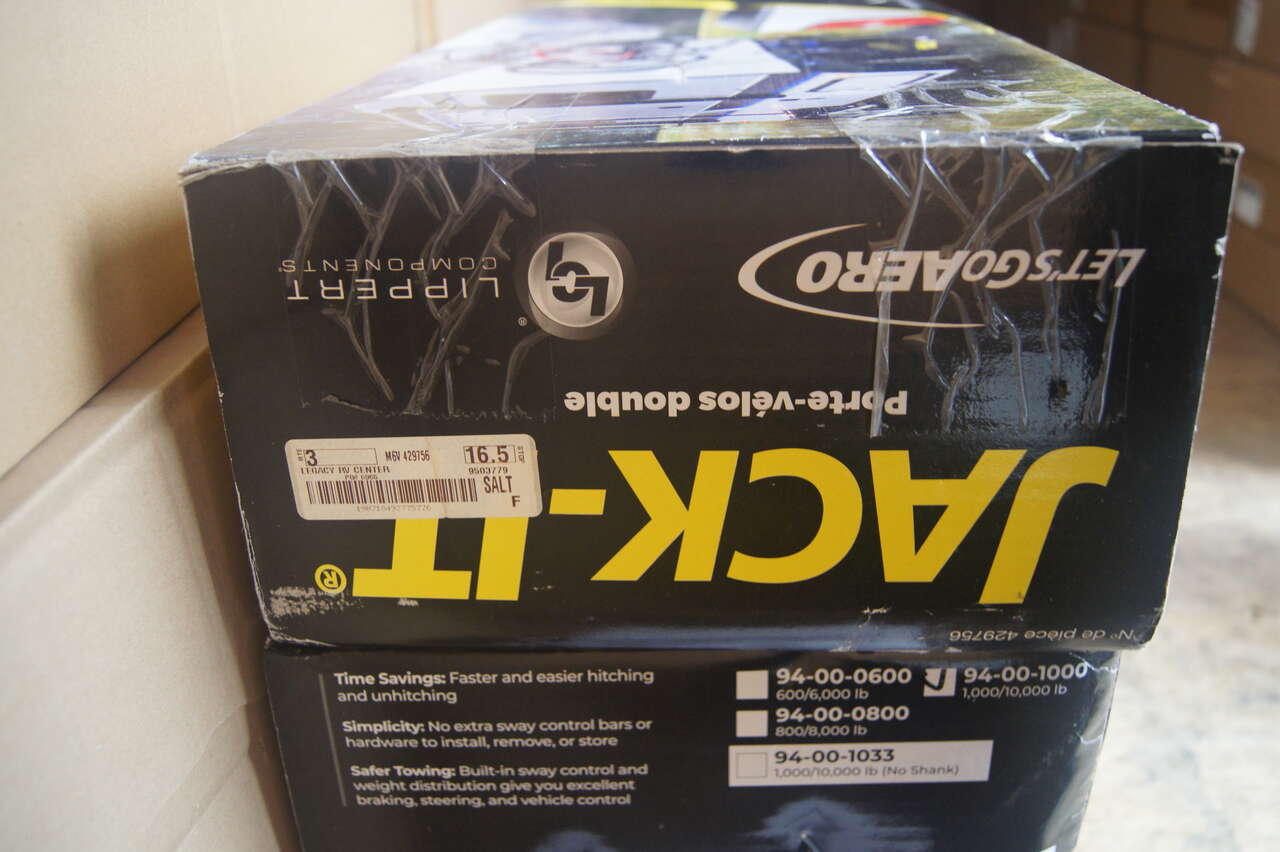 LIPPERT
COMPONENTS
®
LET'S GO AERO
Porte-vélos double
JACK-IT®
N° de pièce 429756
RTE 3 M6V 429756 16.5 STOP
LEGACY RV CENTER 9503779
SALT
F
Time Savings: Faster and easier hitching
and unhitching
Simplicity: No extra sway control bars or
hardware to install, remove, or store
Safer Towing: Built-in sway control and
weight distribution give you excellent
braking, steering, and vehicle control
94-00-0600
600/6,000 lb
94-00-0800
800/8,000 lb
94-00-1033
1,000/10,000 lb (No Shank)
94-00-1000
1,000/10,000 lb